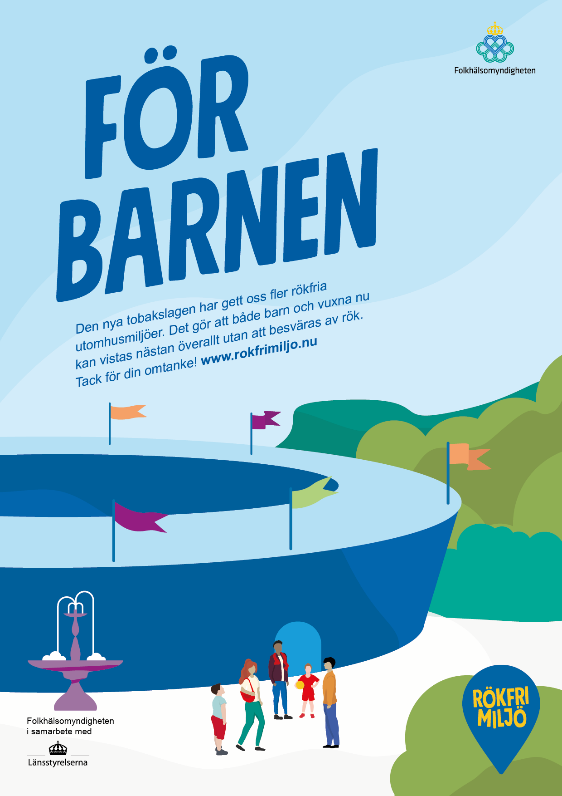 Folkhälsomyndigheten
FÖR
BARNEN
Den nya tobakslagen har gett oss fler rökfria
utomhusmiljöer. Det gör att både barn och vuxna nu
kan vistas nästan överallt utan att besväras av rök.
Tack för din omtanke! www.rokfrimiljo.nu
RÖKFRI
MILJÖ
Folkhälsomyndigheten
i samarbete med
Länsstyrelserna